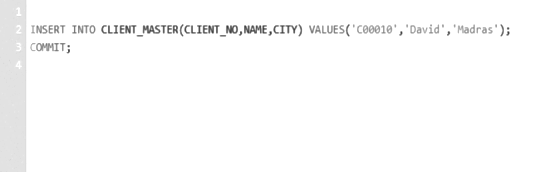 1
2 INSERT INTO CLIENT_MASTER(CLIENT_NO,NAME,CITY) VALUES('C00010','David','Madras');
3 COMMIT;
4